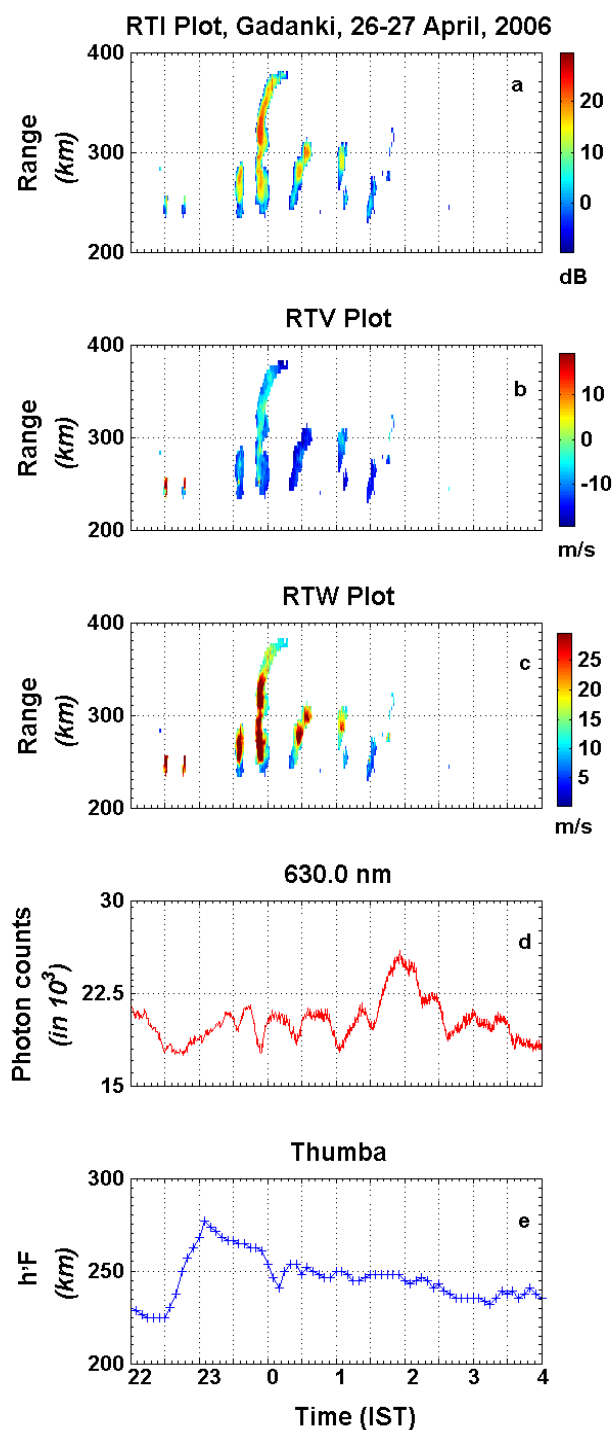 RTI Plot, Gadanki, 26-27 April, 2006
400
300
200
Range
(km)
a
20
10
0
dB
RTV Plot
400
300
200
Range
(km)
b
10
0
-10
m/s
RTW Plot
400
300
200
Range
(km)
c
25
20
15
10
5
m/s
630.0 nm
30
22.5
15
Photon counts
(in 10³)
d
Thumba
300
250
200
h'F
(km)
e
22 23 0 1 2 3 4
Time (IST)